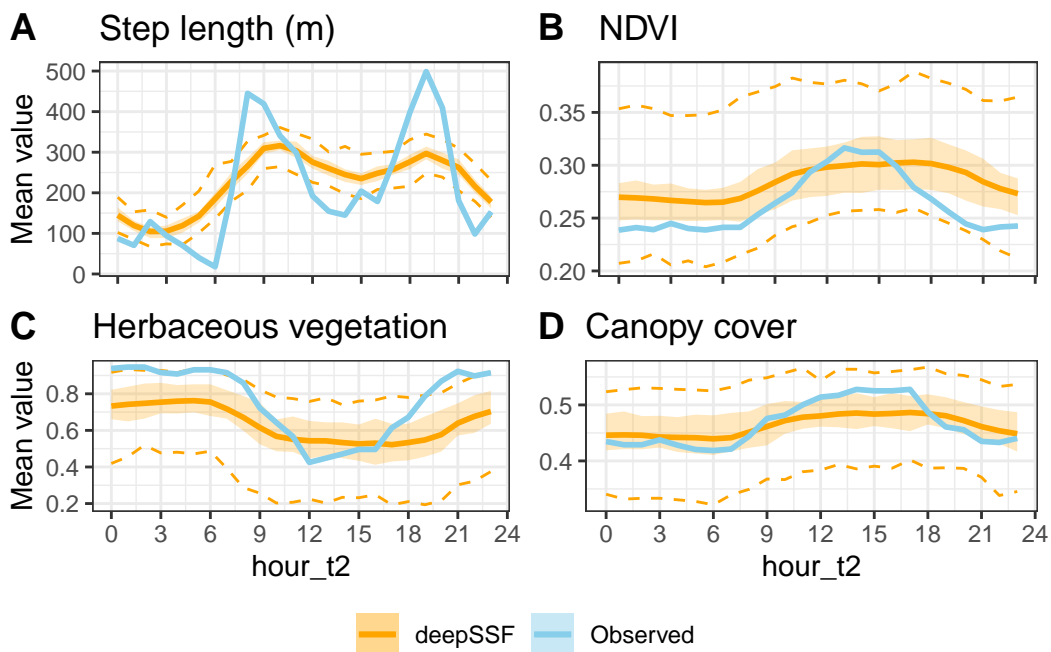 A Step length (m)
B NDVI
Mean value
500
400
300
200
100
0
0.35
0.30
0.25
0.20
C Herbaceous vegetation
D Canopy cover
Mean value
0.8
0.6
0.4
0.2
0.5
0.4
0 3 6 9 12 15 18 21 24
0 3 6 9 12 15 18 21 24
hour_t2
hour_t2
deepSSF Observed